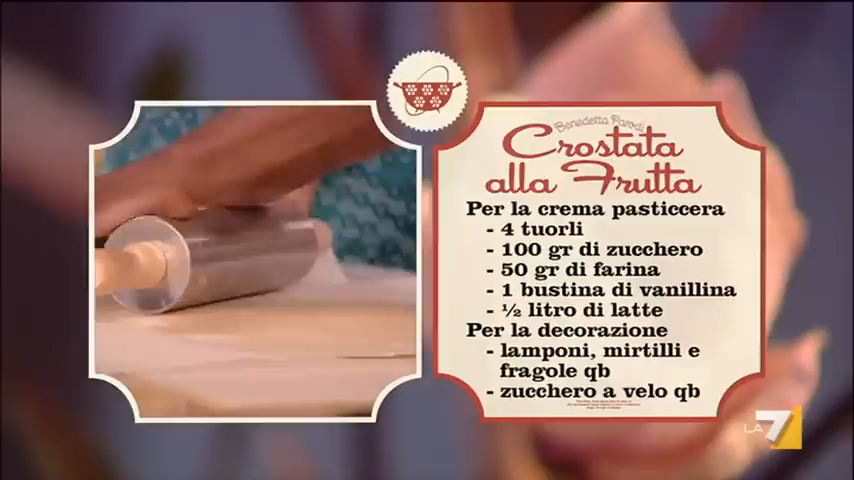 Benedetta Parodi
Crostata
alla Frutta
Per la crema pasticcera
- 4 tuorli
- 100 gr di zucchero
- 50 gr di farina
- 1 bustina di vanillina
- ½ litro di latte
Per la decorazione
- lamponi, mirtilli e
fragole qb
- zucchero a velo qb
LA7